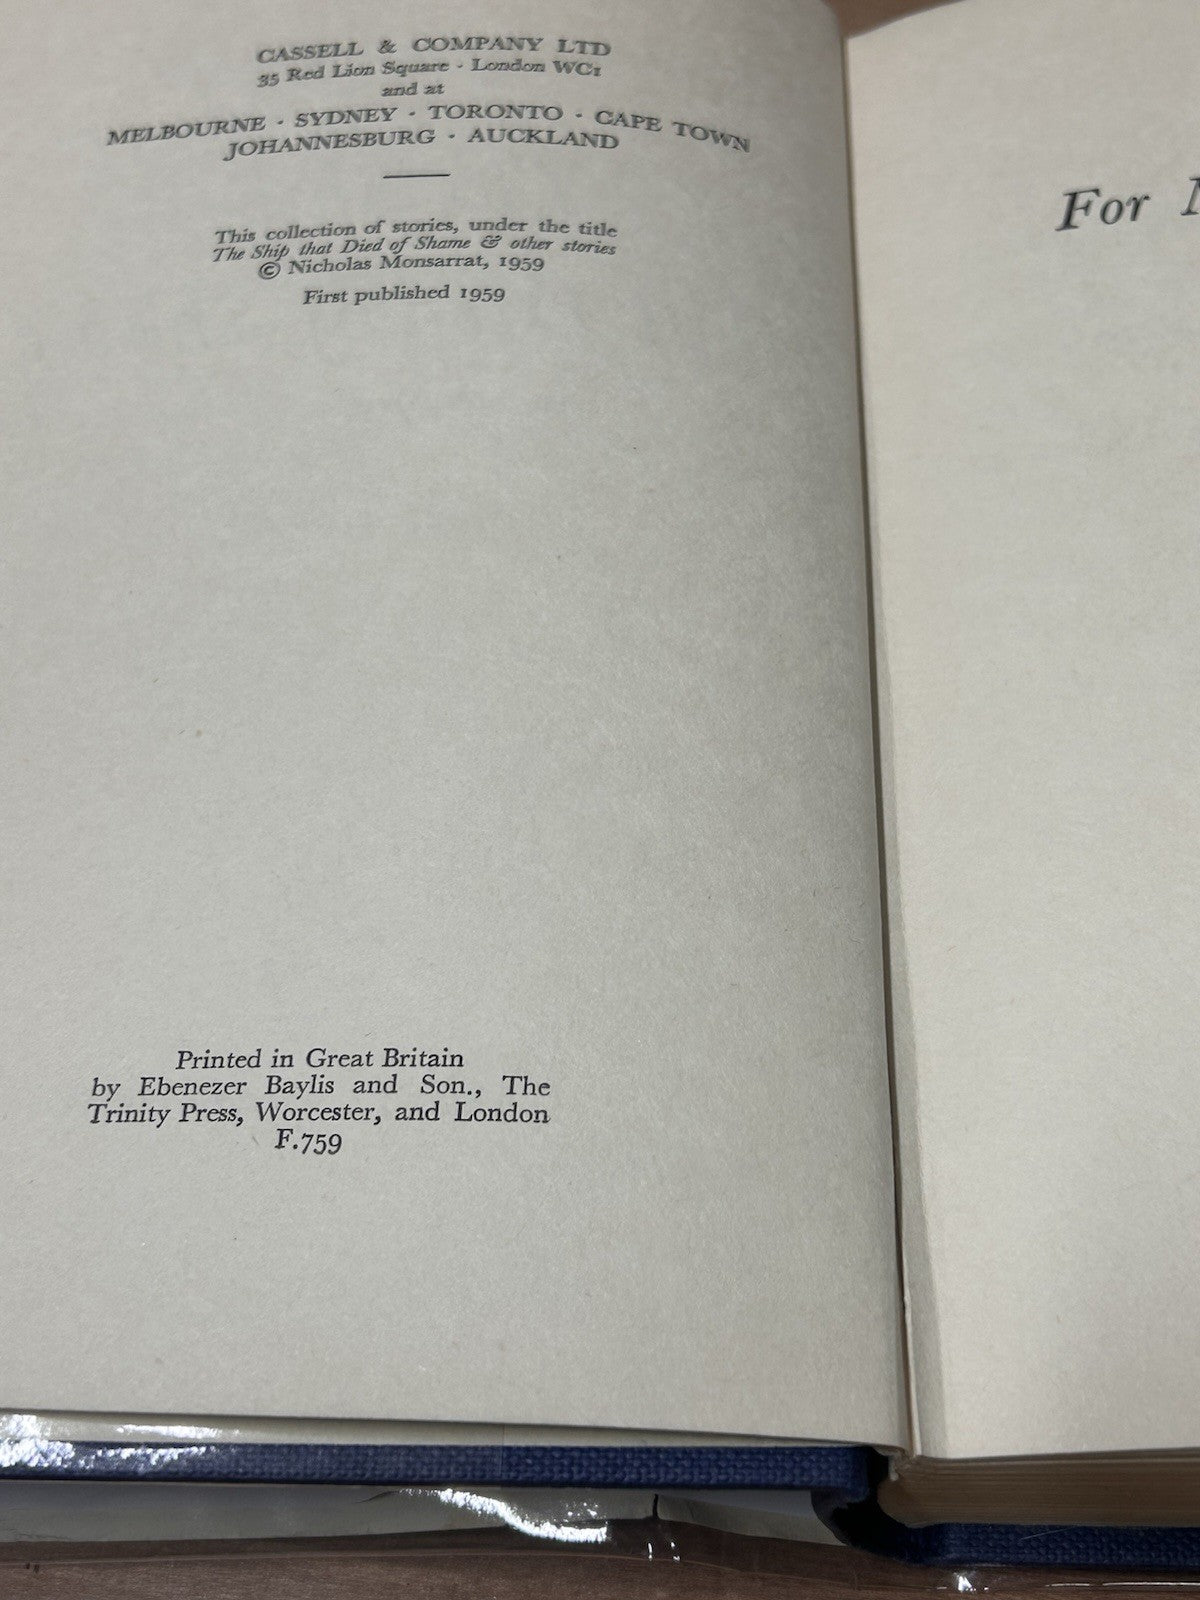 CASSELL & COMPANY LTD
35 Red Lion Square · London WC1
and at
MELBOURNE · SYDNEY · TORONTO · CAPE TOWN
JOHANNESBURG · AUCKLAND
This collection of stories, under the title
The Ship that Died of Shame & other stories
© Nicholas Monsarrat, 1959
First published 1959
Printed in Great Britain
by Ebenezer Baylis and Son., The
Trinity Press, Worcester, and London
F.759
For